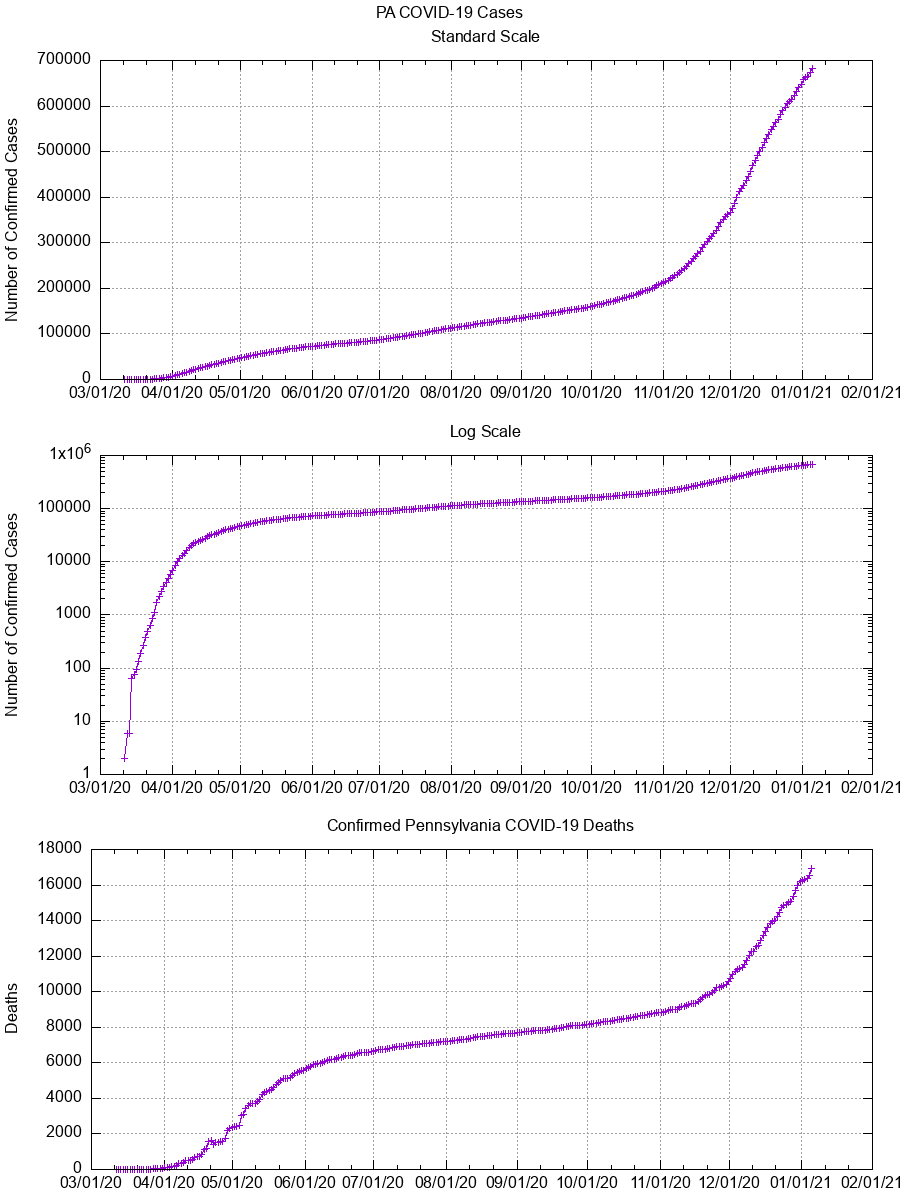 PA COVID-19 Cases
Standard Scale
Number of Confirmed Cases
700000
600000
500000
400000
300000
200000
100000
0
03/01/20 04/01/20 05/01/20 06/01/20 07/01/20 08/01/20 09/01/20 10/01/20 11/01/20 12/01/20 01/01/21 02/01/21
Log Scale
Number of Confirmed Cases
1x10⁶
100000
10000
1000
100
10
1
03/01/20 04/01/20 05/01/20 06/01/20 07/01/20 08/01/20 09/01/20 10/01/20 11/01/20 12/01/20 01/01/21 02/01/21
Confirmed Pennsylvania COVID-19 Deaths
Deaths
18000
16000
14000
12000
10000
8000
6000
4000
2000
0
03/01/20 04/01/20 05/01/20 06/01/20 07/01/20 08/01/20 09/01/20 10/01/20 11/01/20 12/01/20 01/01/21 02/01/21